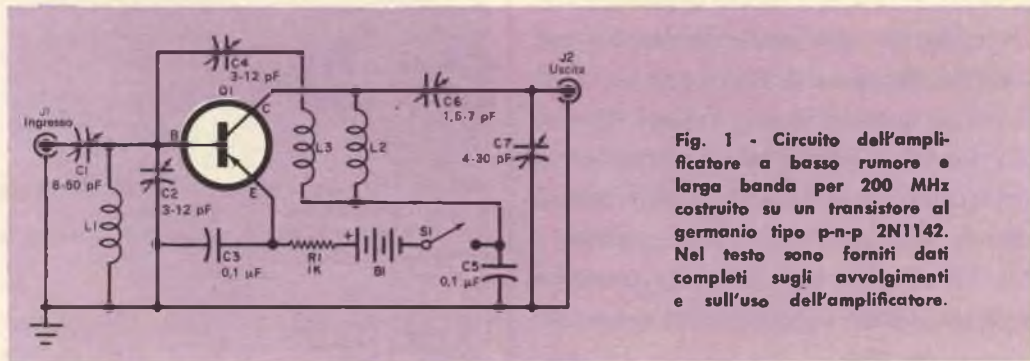 C4
3-12 pF
Q1
C
B
E
J1
Ingresso
C1
8-50 pF
L1
C2
3-12 pF
C3
0,1 µF
R1
1K
+
B1
S1
L3
L2
C6
1,5-7 pF
C7
4-30 pF
C5
0,1 µF
J2
Uscita
Fig. 1 - Circuito dell'ampli-
ficatore a basso rumore e
larga banda per 200 MHz
costruito su un transistore al
germanio tipo p-n-p 2N1142.
Nel testo sono forniti dati
completi sugli avvolgimenti
e sull'uso dell'amplificatore.